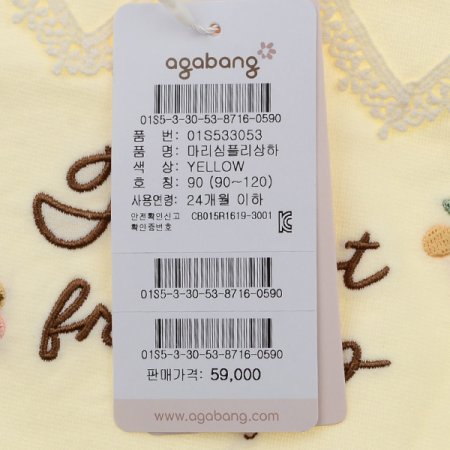 agabang
01S5-3-30-53-8716-0590
품 번: 01S533053
품 명: 마리심플리상하
색 상: YELLOW
호 칭: 90 (90~120)
사용연령: 24개월 이하
안전확인신고 CB015R1619-3001
확인증번호
01S5-3-30-53-8716-0590
01S5-3-30-53-8716-0590
판매가격: 59,000
www.agabang.com